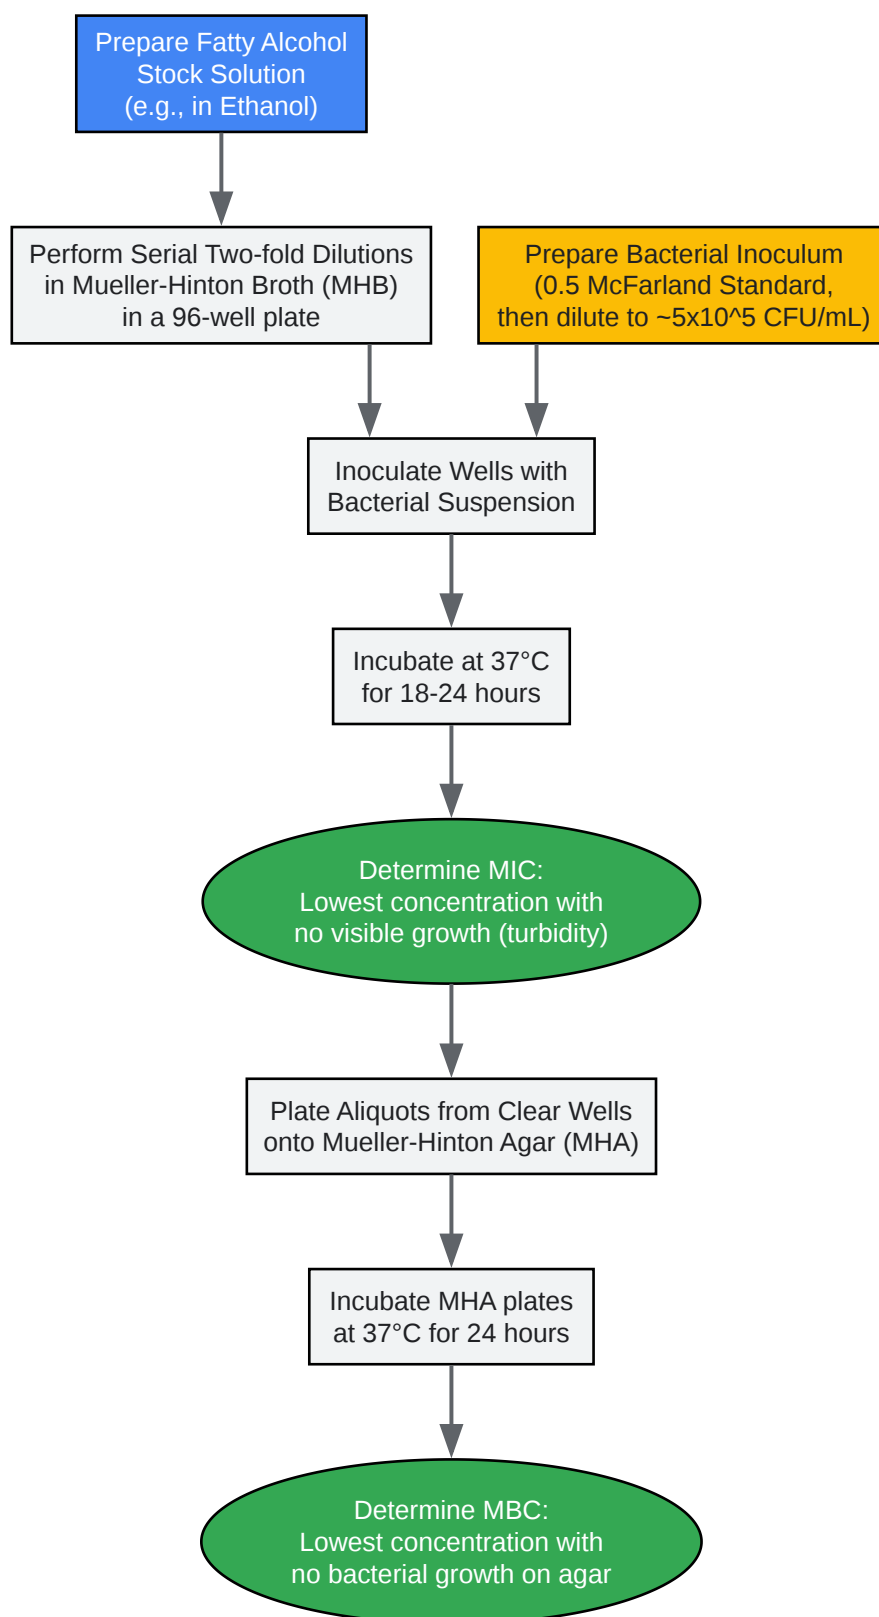 Prepare Fatty Alcohol
Stock Solution
(e.g., in Ethanol)
Perform Serial Two-fold Dilutions
in Mueller-Hinton Broth (MHB)
in a 96-well plate
Prepare Bacterial Inoculum
(0.5 McFarland Standard,
then dilute to ~5x10^5 CFU/mL)
Inoculate Wells with
Bacterial Suspension
Incubate at 37°C
for 18-24 hours
Determine MIC:
Lowest concentration with
no visible growth (turbidity)
Plate Aliquots from Clear Wells
onto Mueller-Hinton Agar (MHA)
Incubate MHA plates
at 37°C for 24 hours
Determine MBC:
Lowest concentration with
no bacterial growth on agar